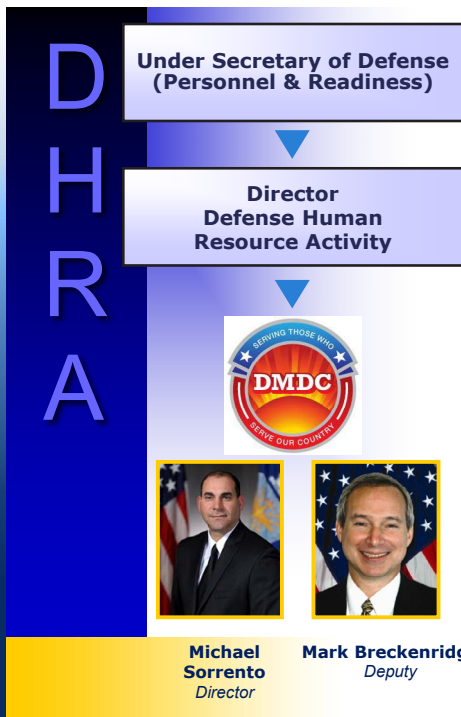 D
H
R
A
Under Secretary of Defense
(Personnel & Readiness)
Director
Defense Human
Resource Activity
SERVING THOSE WHO
DMDC
SERVE OUR COUNTRY
Michael
Sorrento
Director
Mark Breckenridg
Deputy